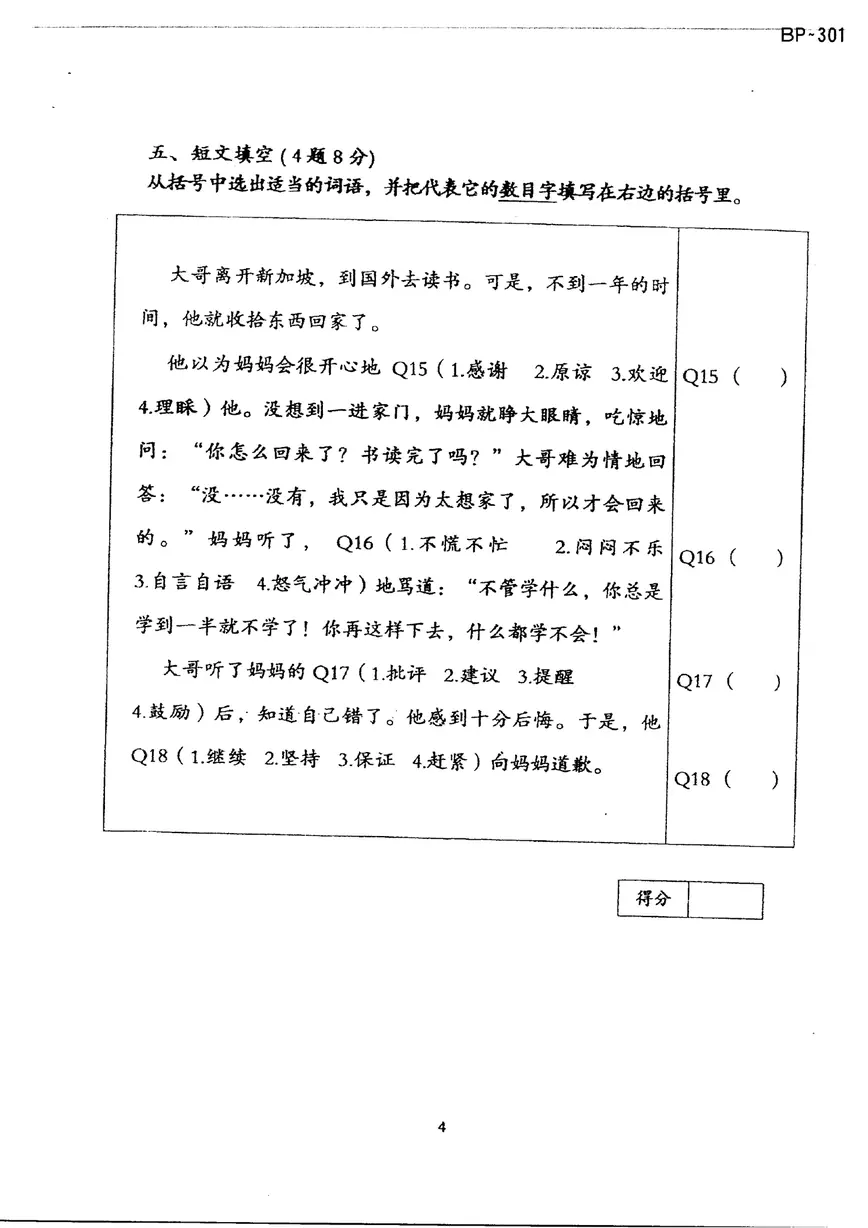 BP-301
五、短文填空 (4题8分)
从括号中选出适当的词语，并把代表它的数目字填写在右边的括号里。
大哥离开新加坡，到国外去读书。可是，不到一年的时
间，他就收拾东西回家了。
他以为妈妈会很开心地 Q15（1.感谢 2.原谅 3.欢迎
Q15 ( )
4.理睬）他。没想到一进家门，妈妈就睁大眼睛，吃惊地
问：“你怎么回来了？书读完了吗？”大哥难为情地回
答：“没……没有，我只是因为太想家了，所以才会回来
的。”妈妈听了， Q16（1.不慌不忙 2.闷闷不乐
Q16 ( )
3.自言自语 4.怒气冲冲）地骂道：“不管学什么，你总是
学到一半就不学了！你再这样下去，什么都学不会！”
大哥听了妈妈的 Q17（1.批评 2.建议 3.提醒
Q17 ( )
4.鼓励）后，知道自己错了。他感到十分后悔。于是，他
Q18（1.继续 2.坚持 3.保证 4.赶紧）向妈妈道歉。
Q18 ( )
得分
4